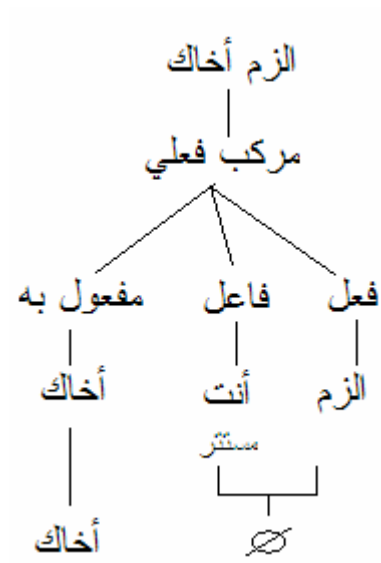 الزم أخاك
مركب فعلي
فعل فاعل مفعول به
الزم أنت أخاك
مستتر
∅ أخاك